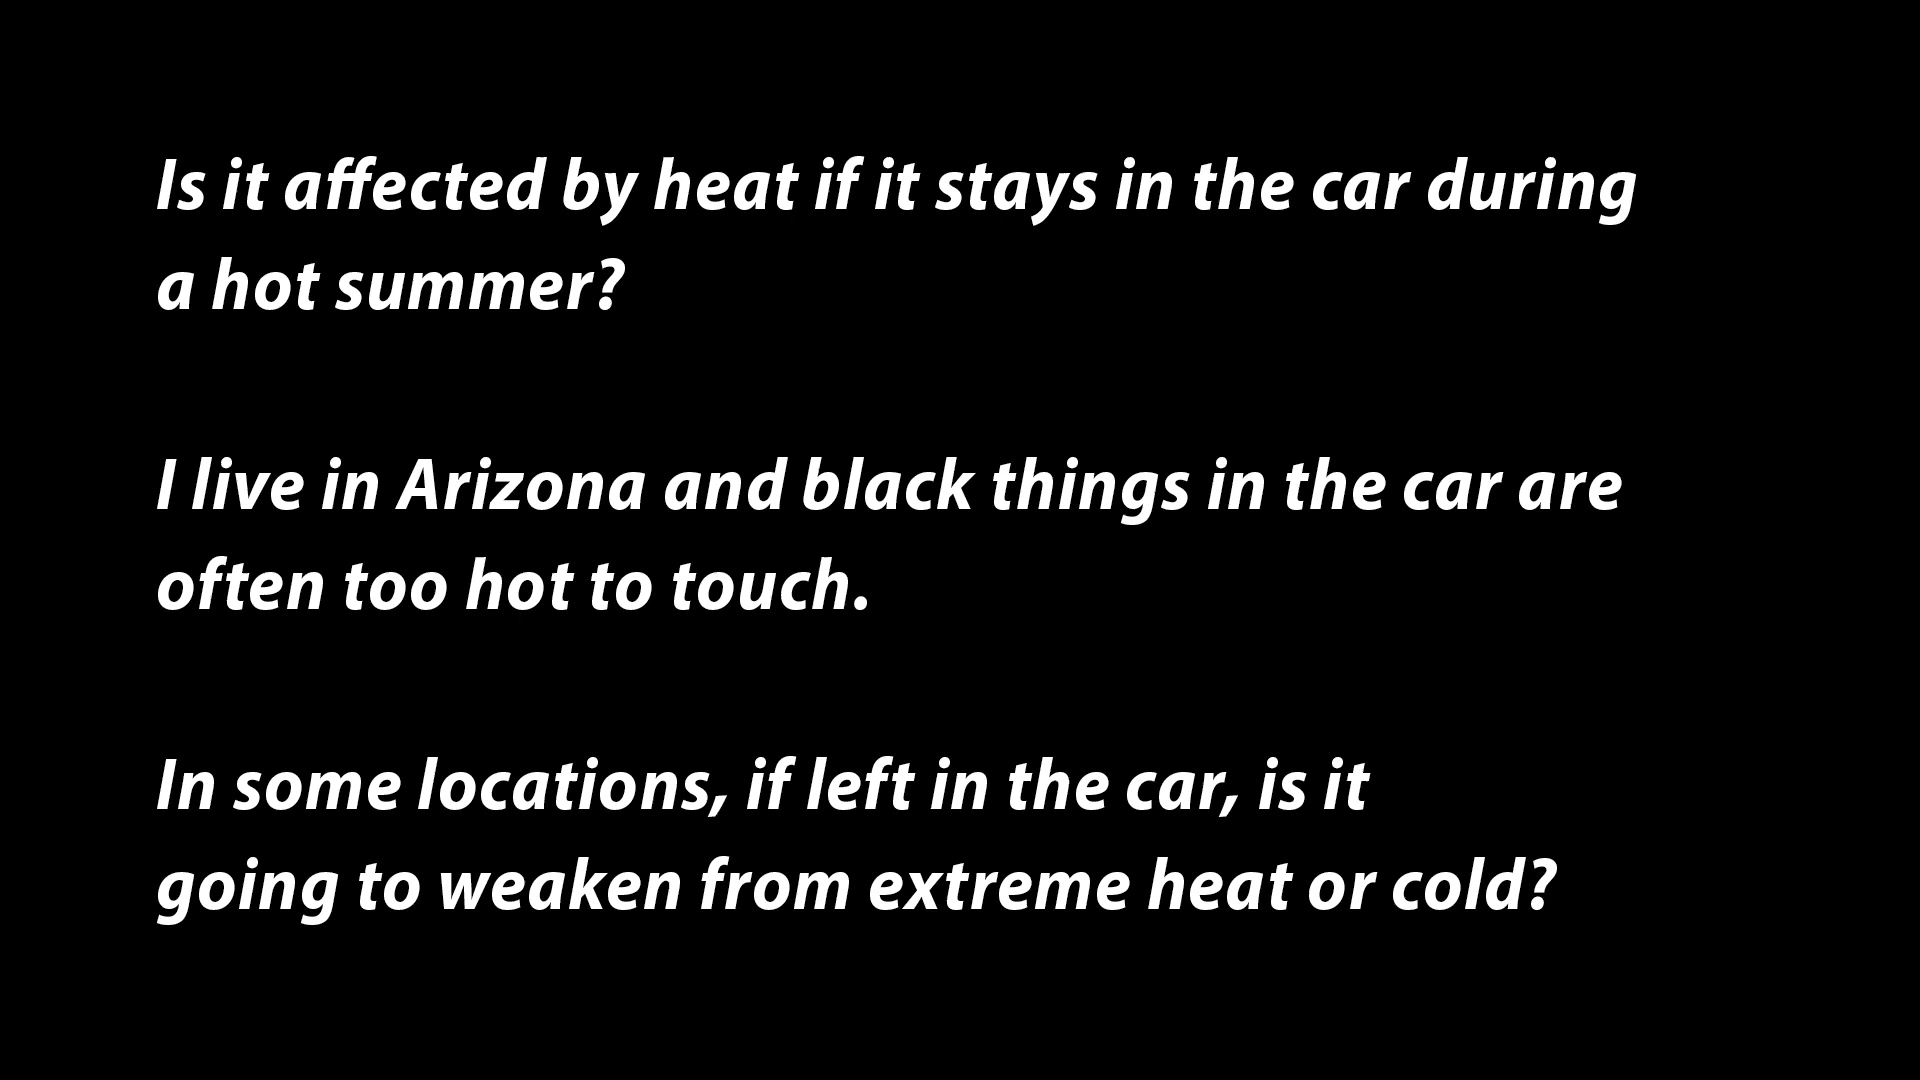 Is it affected by heat if it stays in the car during
a hot summer?
I live in Arizona and black things in the car are
often too hot to touch.
In some locations, if left in the car, is it
going to weaken from extreme heat or cold?